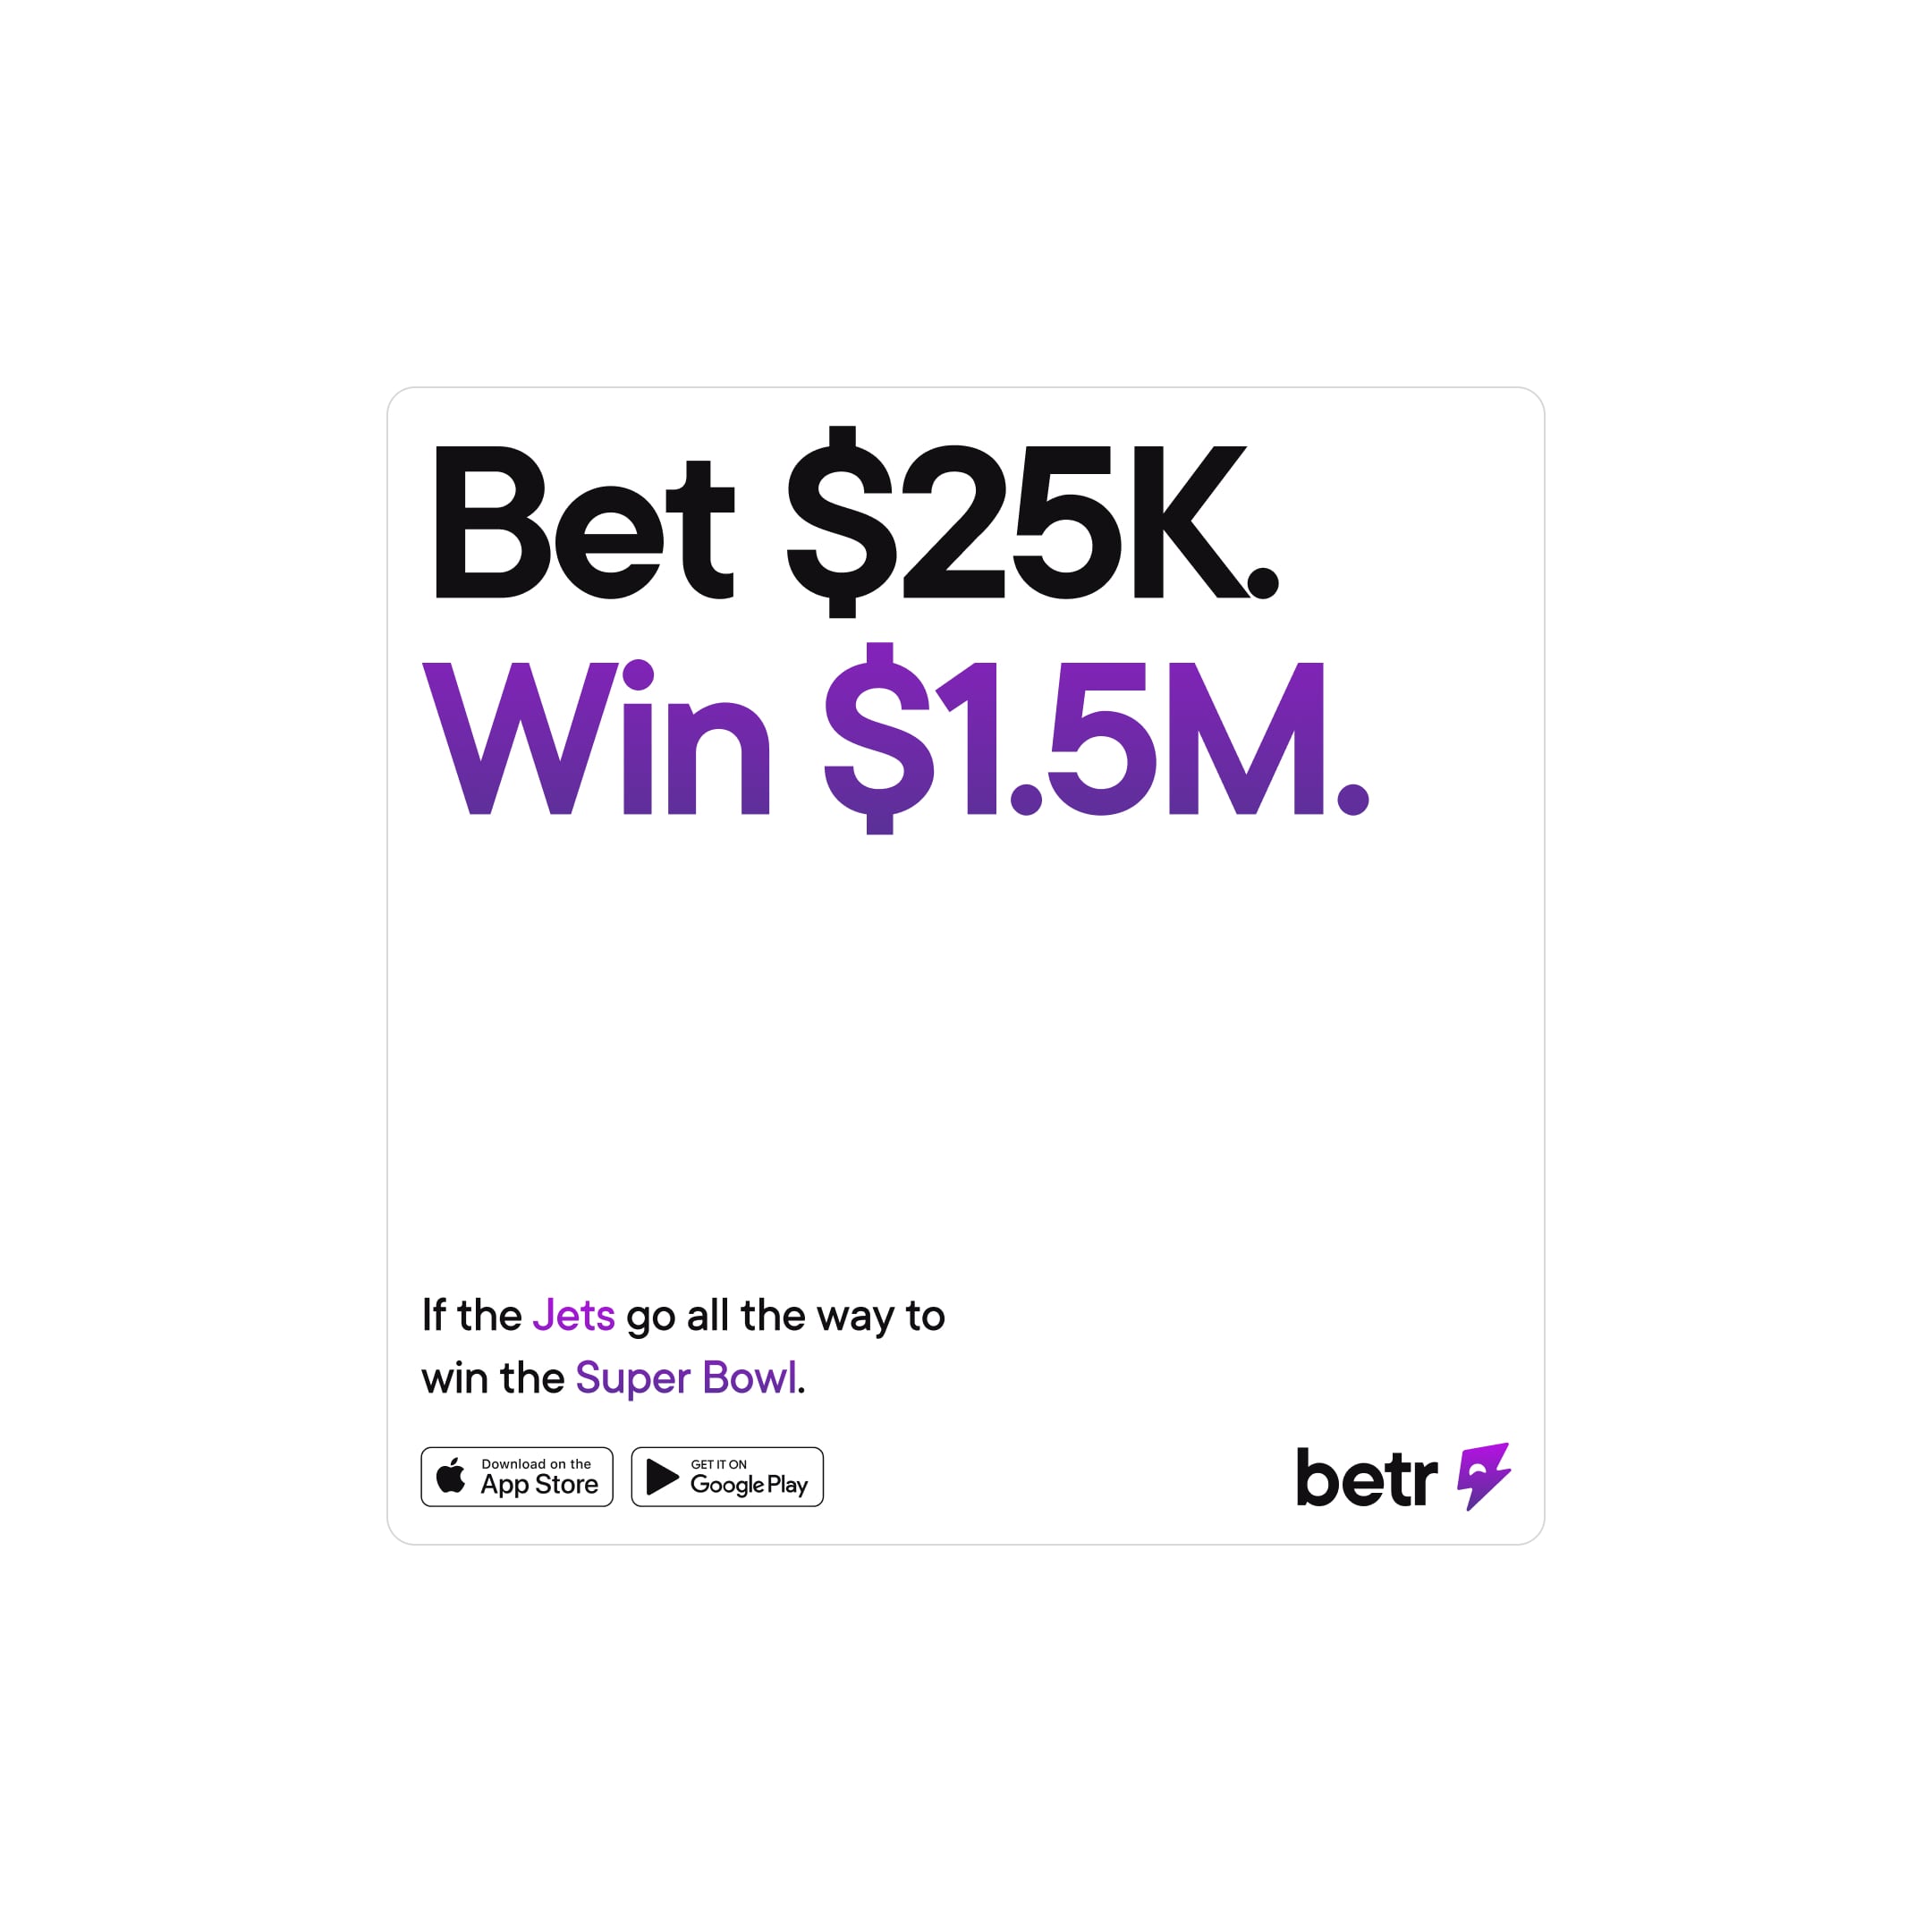 Bet $25K.
Win $1.5M.
If the Jets go all the way to
win the Super Bowl.
Download on the
App Store
GET IT ON
Google Play
betr